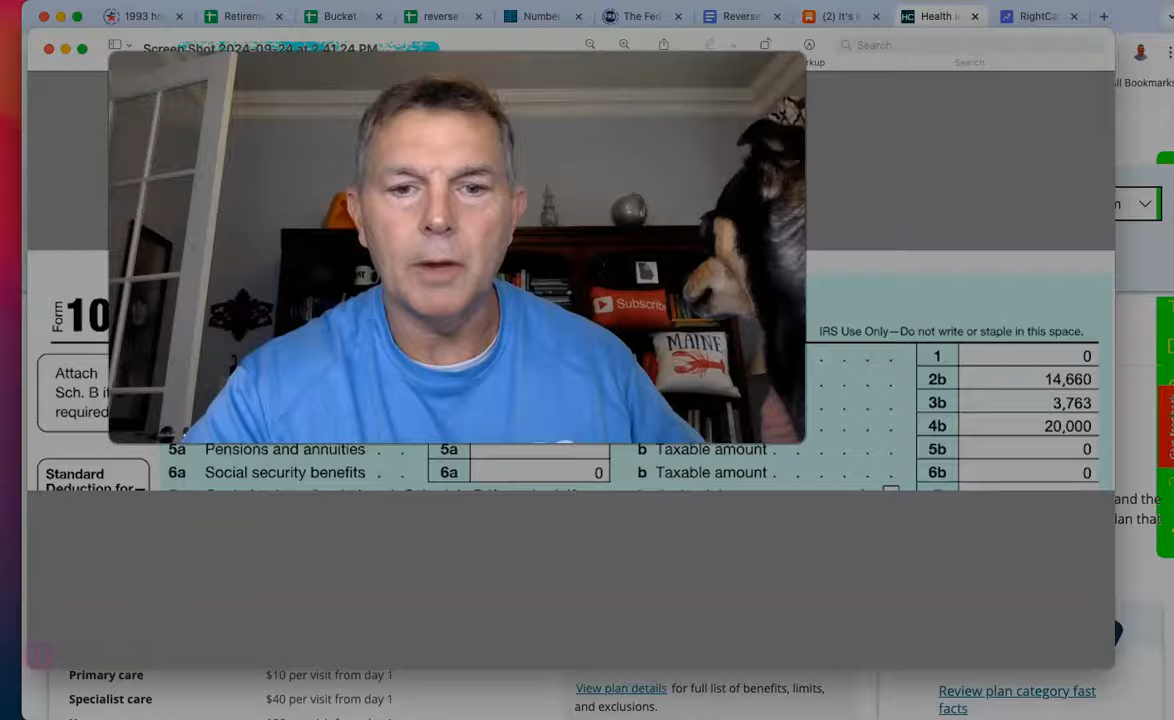 1993 ho
Retirem
Bucket
reverse
Number
The Fed
Reverse
(2) It's
Health i
RightCa
Screen Shot 2024-09-24 at 2.41.24 PM
Search
rkup
Search
ll Bookmarks
Subscrib
MAINE
Form 10
IRS Use Only—Do not write or staple in this space.
Attach
Sch. B if
required
1 0
2b 14,660
3b 3,763
4b 20,000
5a Pensions and annuities . . 5a b Taxable amount . . . . . . 5b 0
6a Social security benefits . . 6a 0 b Taxable amount . . . . . . 6b 0
Standard
Deduction for—
and the
lan that
Primary care $10 per visit from day 1
Specialist care $40 per visit from day 1
View plan details for full list of benefits, limits,
and exclusions.
Review plan category fast
facts